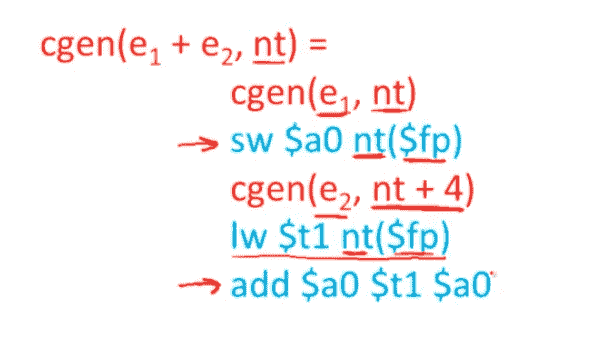 cgen(e₁ + e₂, nt) =
cgen(e₁, nt)
→ sw $a0 nt($fp)
cgen(e₂, nt + 4)
lw $t1 nt($fp)
→ add $a0 $t1 $a0